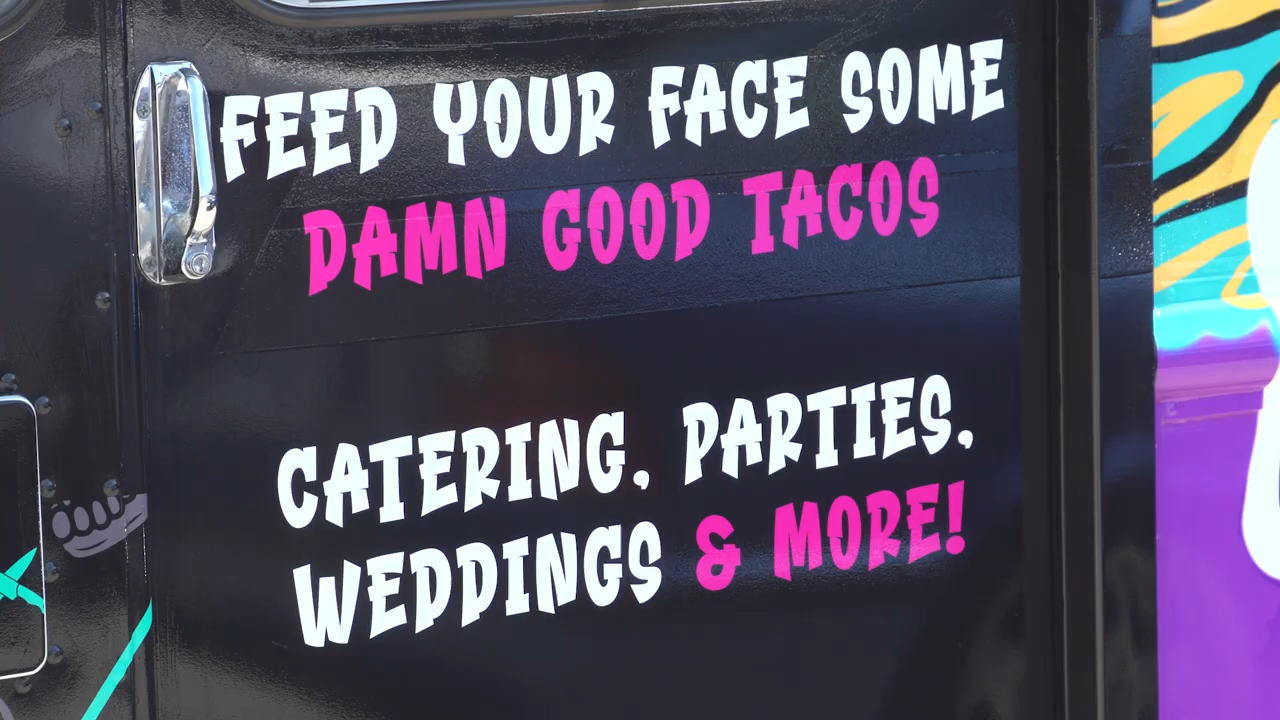 FEED YOUR FACE SOME
DAMN GOOD TACOS
CATERING, PARTIES,
WEDDINGS & MORE!